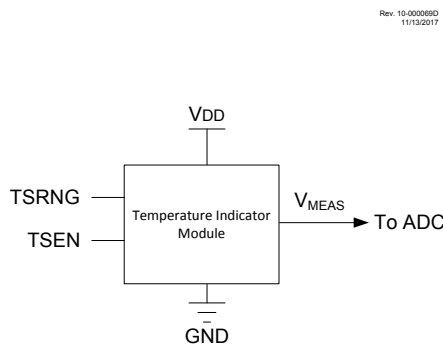 Rev. 10-000069D
11/13/2017
VDD
TSRNG
TSEN
Temperature Indicator
Module
VMEAS
To ADC
GND